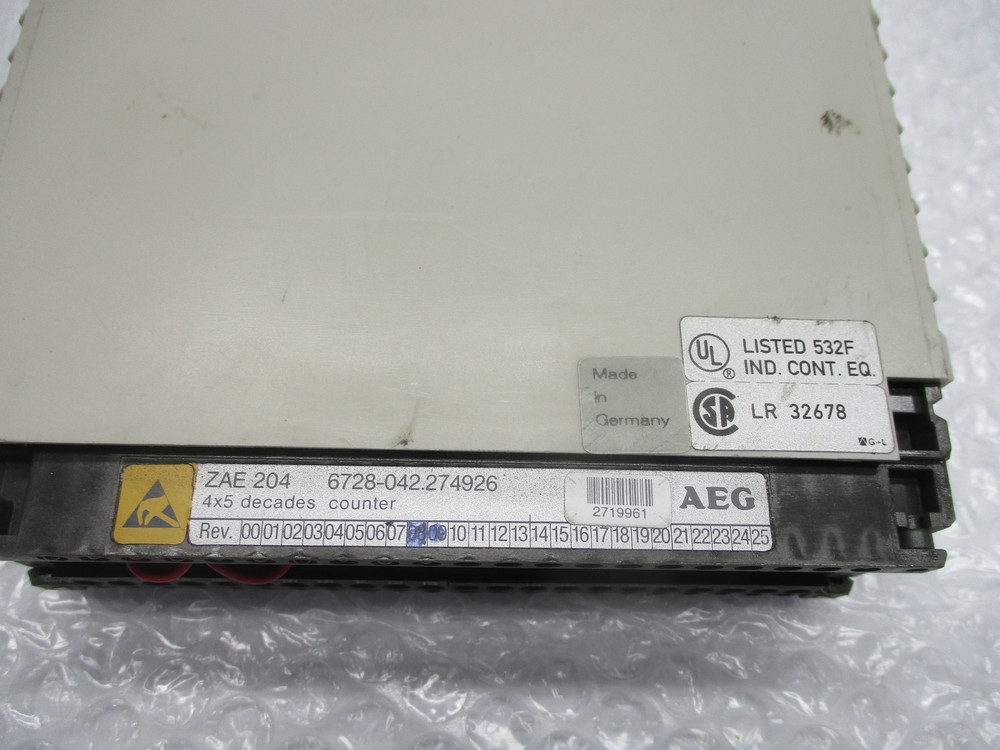 UL ® LISTED 532F
IND. CONT. EQ.
Made
in
Germany
SA LR 32678
G-L
ZAE 204 6728-042.274926
4x5 decades counter
2719961
AEG
Rev. 00 01 02 03 04 05 06 07 08 09 10 11 12 13 14 15 16 17 18 19 20 21 22 23 24 25